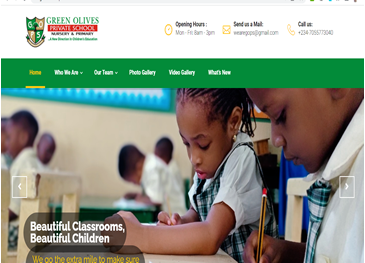 GREEN OLIVES
PRIVATE SCHOOL
NURSERY & PRIMARY
...A New Direction in Children's Education
Opening Hours :
Mon - Fri: 8am - 3pm
Send us a Mail:
wearegops@gmail.com
Call us:
+234-7055773040
Home
Who We Are
Our Team
Photo Gallery
Video Gallery
What's New
Beautiful Classrooms,
Beautiful Children
We go the extra mile to make sure